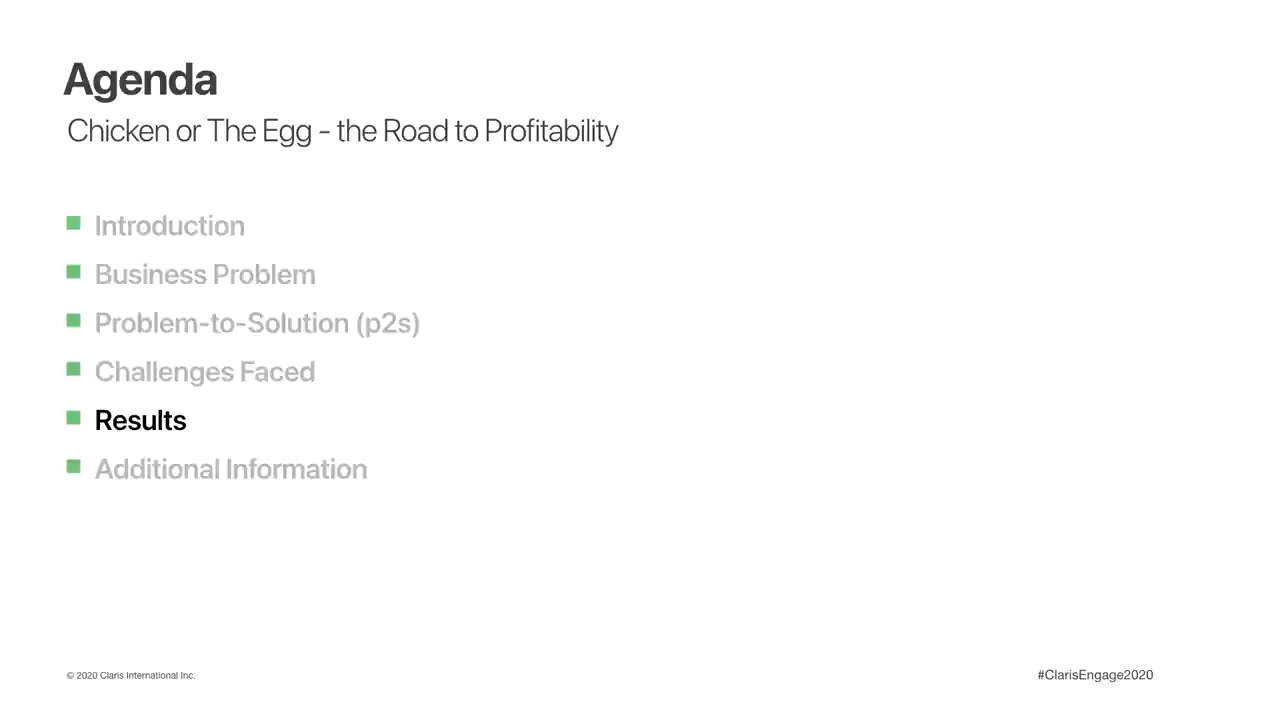 Agenda
Chicken or The Egg - the Road to Profitability
Introduction
Business Problem
Problem-to-Solution (p2s)
Challenges Faced
Results
Additional Information
© 2020 Claris International Inc.
#ClarisEngage2020